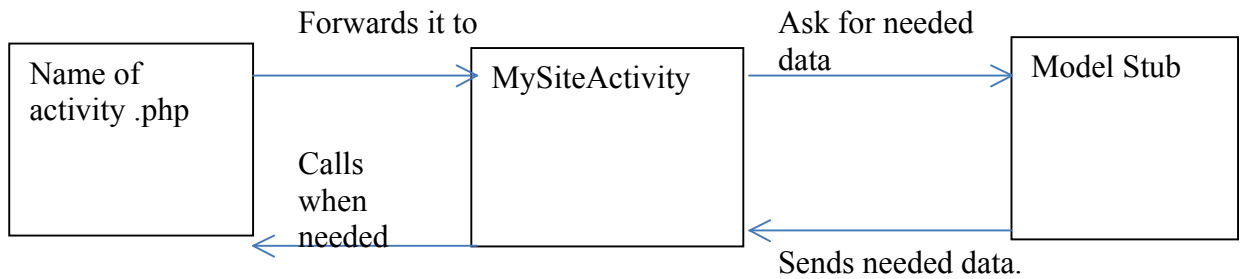 Forwards it to
Ask for needed
data
Name of
activity .php
MySiteActivity
Model Stub
Calls
when
needed
Sends needed data.